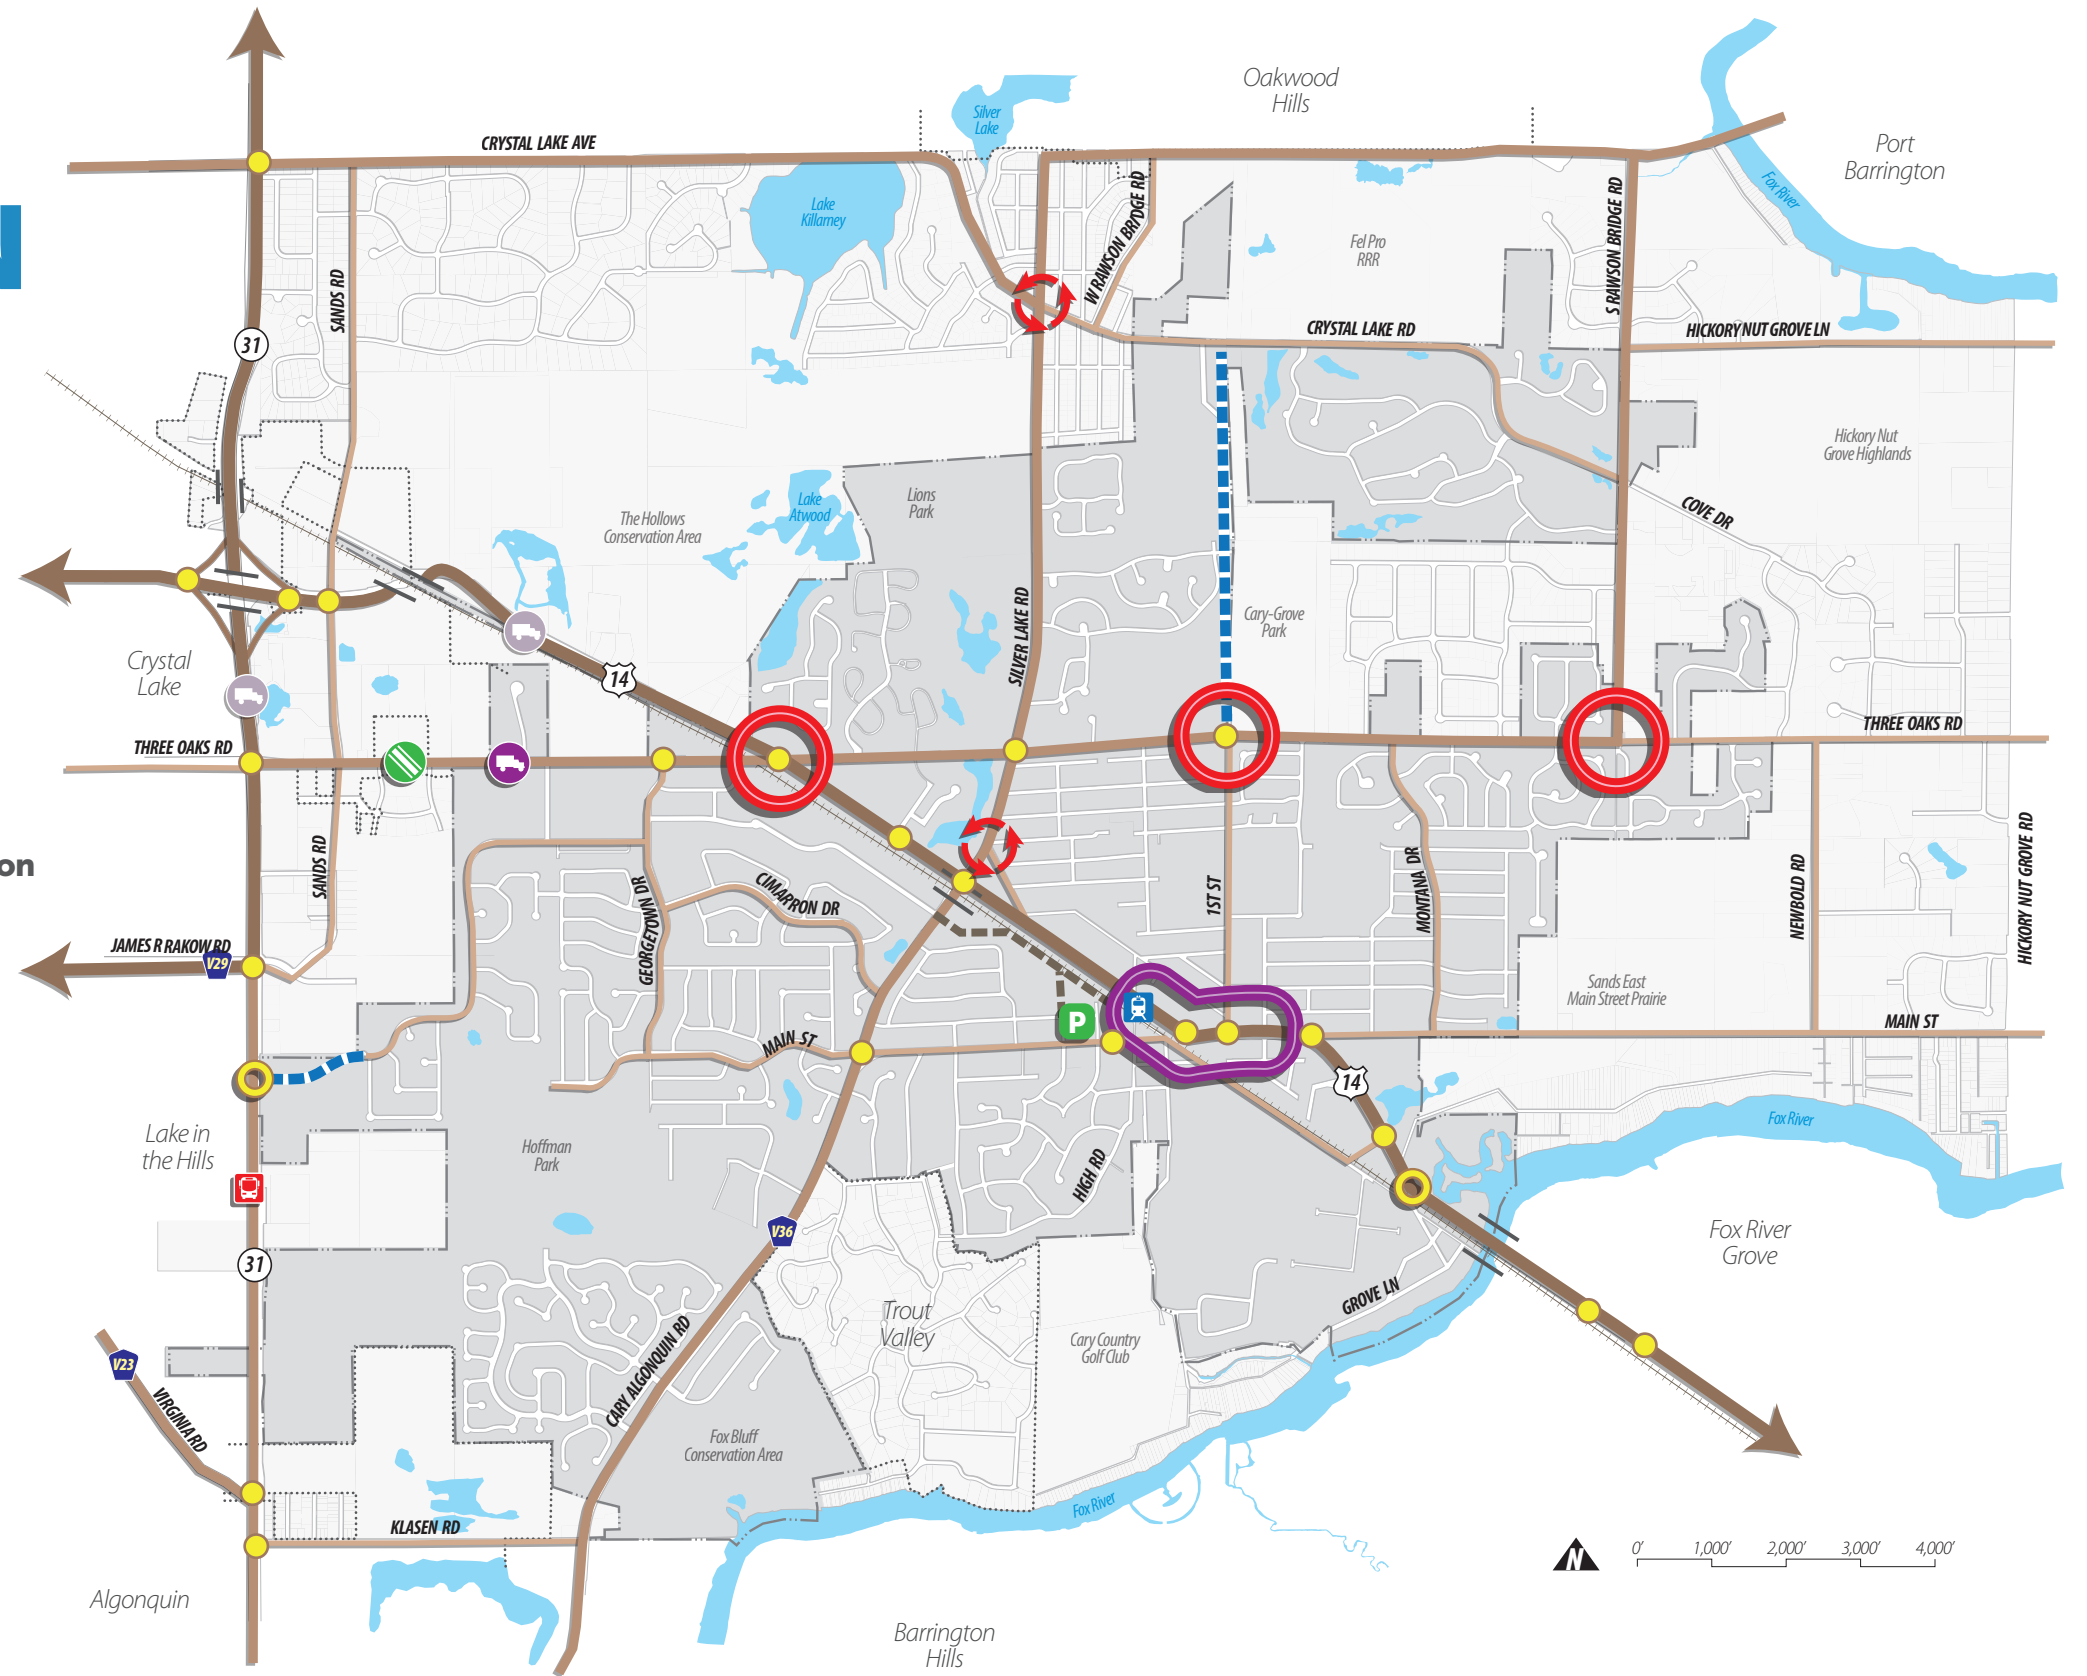 Oakwood
Hills
Silver
Lake
Port
Barrington
CRYSTAL LAKE AVE
Fox River
Lake
Killarney
W RAWSON BRIDGE RD
S RAWSON BRIDGE RD
Fel Pro
RRR
SANDS RD
31
CRYSTAL LAKE RD
HICKORY NUT GROVE LN
Hickory Nut
Grove Highlands
Lions
Park
Lake
Atwood
The Hollows
Conservation Area
COVE DR
SILVER LAKE RD
Cary-Grove
Park
Crystal
Lake
14
THREE OAKS RD
THREE OAKS RD
on
SANDS RD
GEORGETOWN DR
CIMARRON DR
1ST ST
MONTANA DR
NEWBOLD RD
HICKORY NUT GROVE RD
JAMES R RAKOW RD
V29
Sands East
Main Street Prairie
P
MAIN ST
MAIN ST
14
Lake in
the Hills
Hoffman
Park
HIGH RD
Fox River
V36
Fox River
Grove
31
GROVE LN
Trout
Valley
Cary Country
Golf Club
V23
VIRGINIA RD
CARY ALGONQUIN RD
Fox Bluff
Conservation Area
Fox River
KLASEN RD
N
0' 1,000' 2,000' 3,000' 4,000'
Algonquin
Barrington
Hills